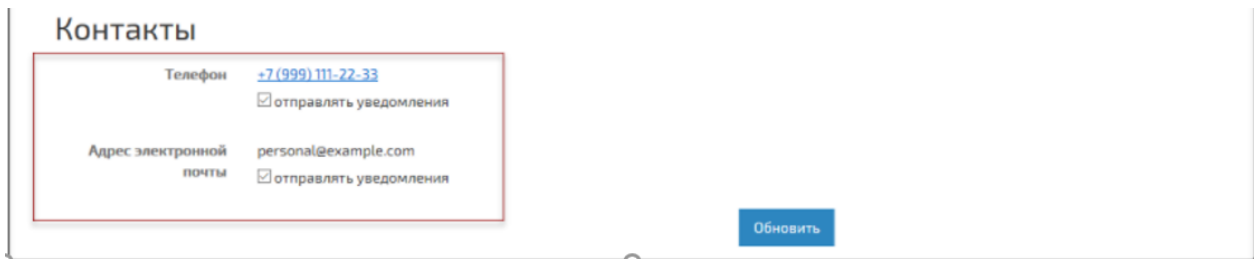 Контакты
Телефон +7 (999) 111-22-33
отправлять уведомления
Адрес электронной personal@example.com
почты отправлять уведомления
Обновить